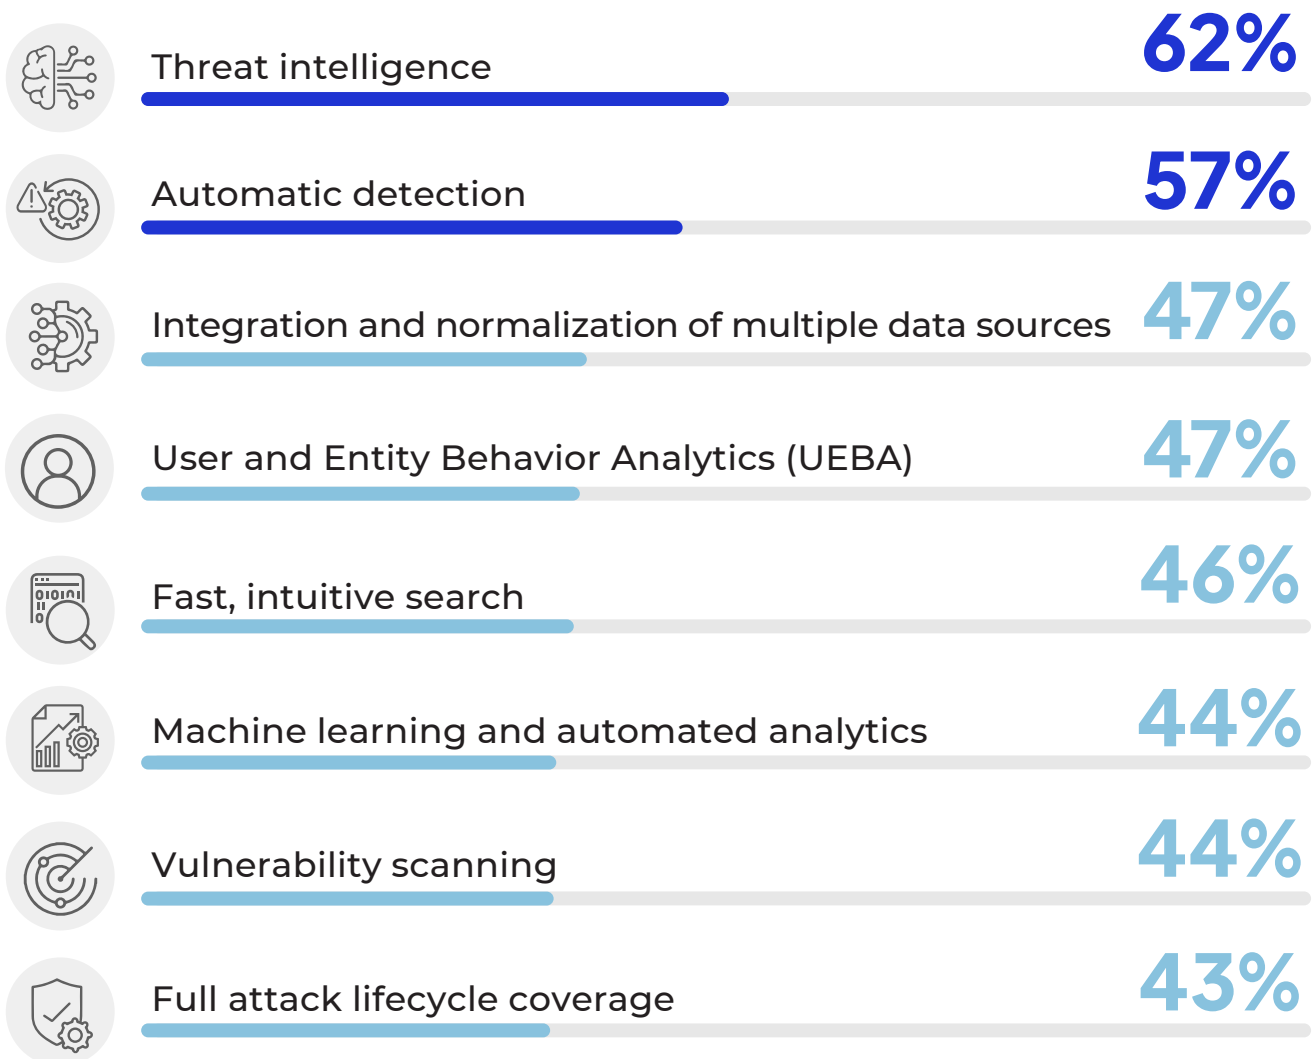 Threat intelligence 62%
Automatic detection 57%
Integration and normalization of multiple data sources 47%
User and Entity Behavior Analytics (UEBA) 47%
Fast, intuitive search 46%
Machine learning and automated analytics 44%
Vulnerability scanning 44%
Full attack lifecycle coverage 43%